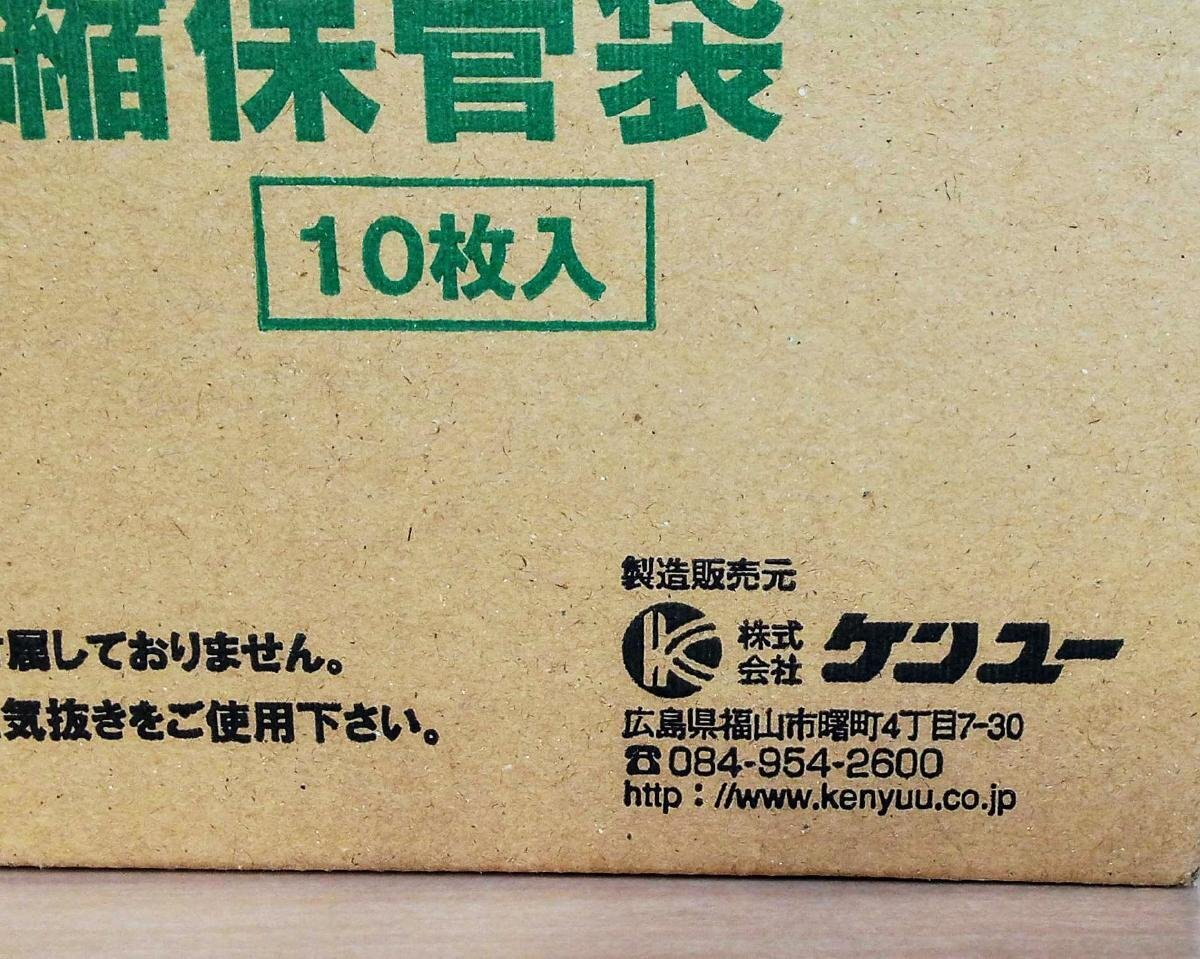 縮保管袋
10枚入
製造販売元
株式会社 ケンユー
属しておりません。
気抜きをご使用下さい。
広島県福山市曙町4丁目7-30
☎084-954-2600
http://www.kenyuu.co.jp